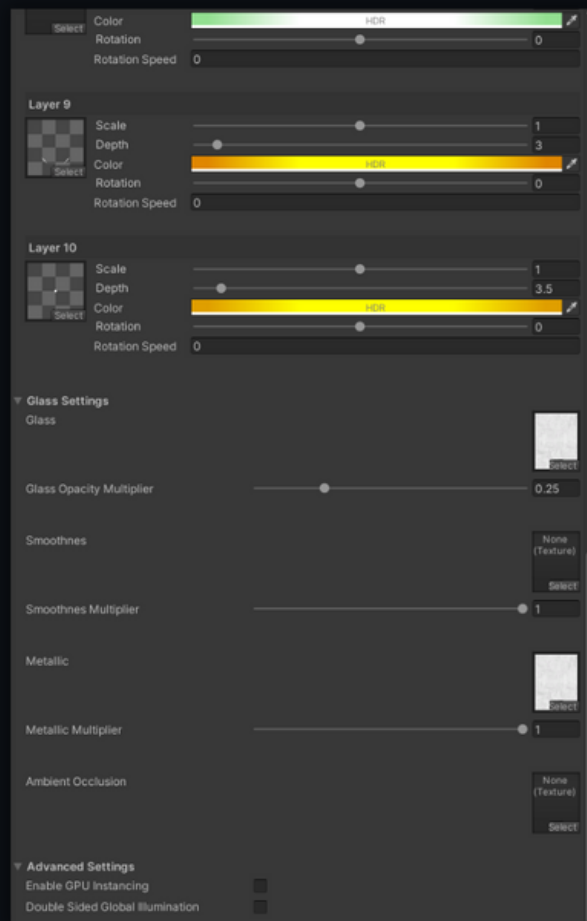 Color HDR
Select
Rotation 0
Rotation Speed 0
Layer 9
Scale 1
Depth 3
Color HDR
Select
Rotation 0
Rotation Speed 0
Layer 10
Scale 1
Depth 3.5
Color HDR
Select
Rotation 0
Rotation Speed 0
Glass Settings
Glass
Select
Glass Opacity Multiplier 0.25
Smoothnes None
(Texture)
Select
Smoothnes Multiplier 1
Metallic
Select
Metallic Multiplier 1
Ambient Occlusion None
(Texture)
Select
Advanced Settings
Enable GPU Instancing
Double Sided Global Illumination